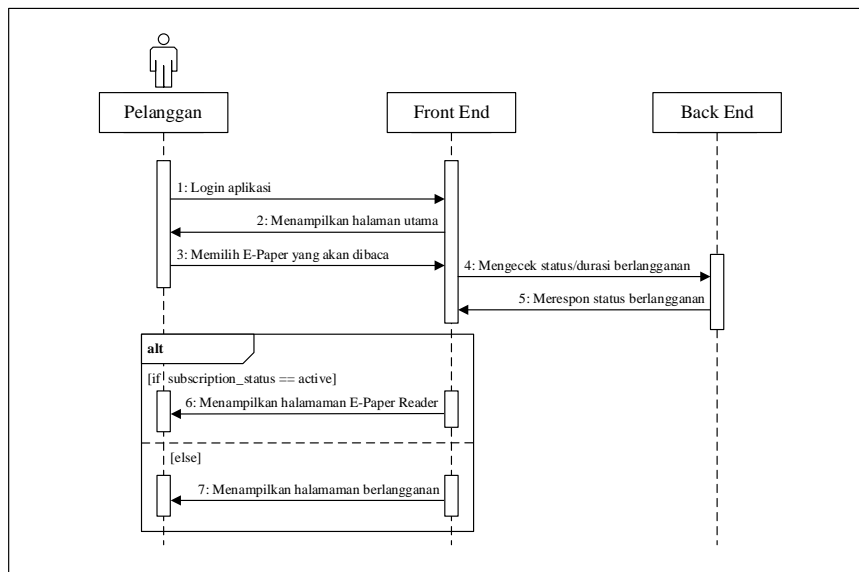 Pelanggan
Front End
Back End
1: Login aplikasi
2: Menampilkan halaman utama
3: Memilih E-Paper yang akan dibaca
4: Mengecek status/durasi berlangganan
5: Merespon status berlangganan
alt
[if subscription_status == active]
6: Menampilkan halamaman E-Paper Reader
[else]
7: Menampilkan halamaman berlangganan